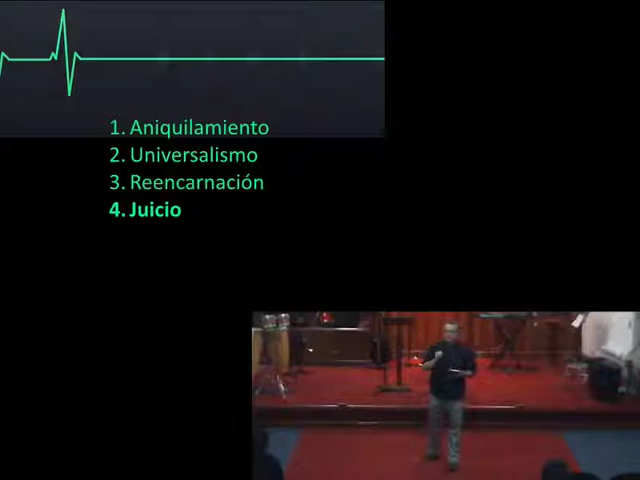 1. Aniquilamiento
2. Universalismo
3. Reencarnación
4. Juicio